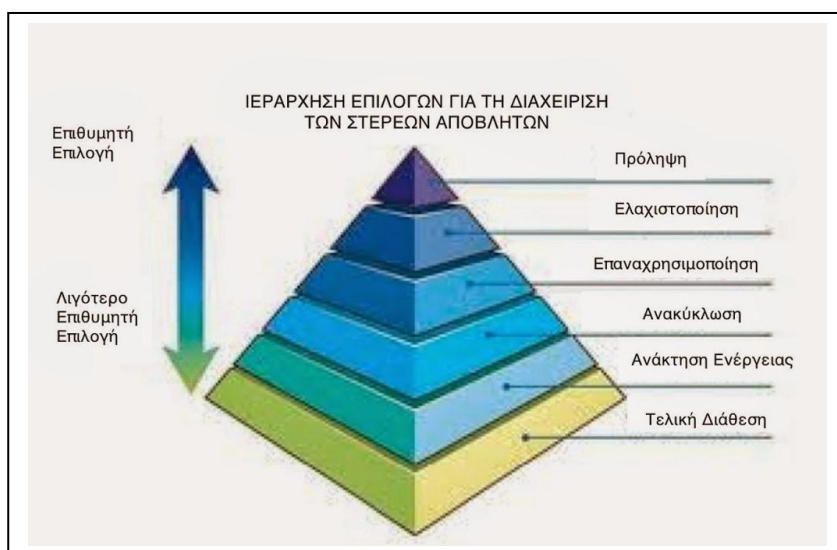 ΙΕΡΑΡΧΗΣΗ ΕΠΙΛΟΓΩΝ ΓΙΑ ΤΗ ΔΙΑΧΕΙΡΙΣΗ
ΤΩΝ ΣΤΕΡΕΩΝ ΑΠΟΒΛΗΤΩΝ
Επιθυμητή
Επιλογή
Λιγότερο
Επιθυμητή
Επιλογή
Πρόληψη
Ελαχιστοποίηση
Επαναχρησιμοποίηση
Ανακύκλωση
Ανάκτηση Ενέργειας
Τελική Διάθεση